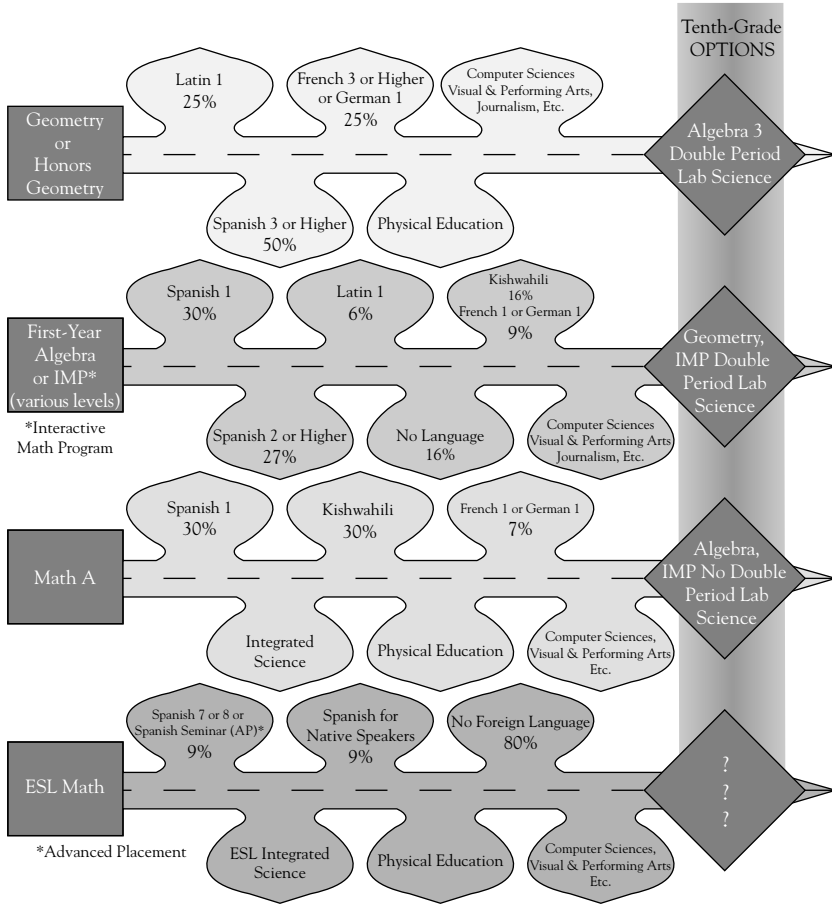 Tenth-Grade
OPTIONS
Latin 1
25%
French 3 or Higher
or German 1
25%
Computer Sciences
Visual & Performing Arts,
Journalism, Etc.
Geometry
or
Honors
Geometry
Algebra 3
Double Period
Lab Science
Spanish 3 or Higher
50%
Physical Education
Spanish 1
30%
Latin 1
6%
Kishwahili
16%
French 1 or German 1
9%
First-Year
Algebra
or IMP*
(various levels)
Geometry,
IMP Double
Period Lab
Science
*Interactive
Math Program
Spanish 2 or Higher
27%
No Language
16%
Computer Sciences
Visual & Performing Arts
Journalism, Etc.
Spanish 1
30%
Kishwahili
30%
French 1 or German 1
7%
Math A
Algebra,
IMP No Double
Period Lab
Science
Integrated
Science
Physical Education
Computer Sciences,
Visual & Performing Arts
Etc.
Spanish 7 or 8 or
Spanish Seminar (AP)*
9%
Spanish for
Native Speakers
9%
No Foreign Language
80%
ESL Math
?
?
?
*Advanced Placement
ESL Integrated
Science
Physical Education
Computer Sciences,
Visual & Performing Arts
Etc.